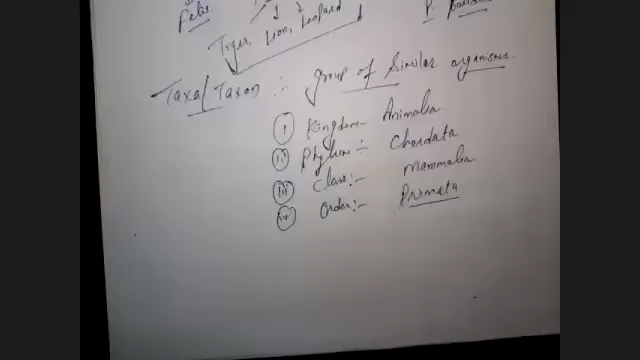 Felis
Tiger, Lion, Leopard
P.
Taxa/Taxon :- group of Similar organisms.
i Kingdom- Animalia
ii Phylum :- Chordata
iii Class:- Mammalia
iv Order:- Primata